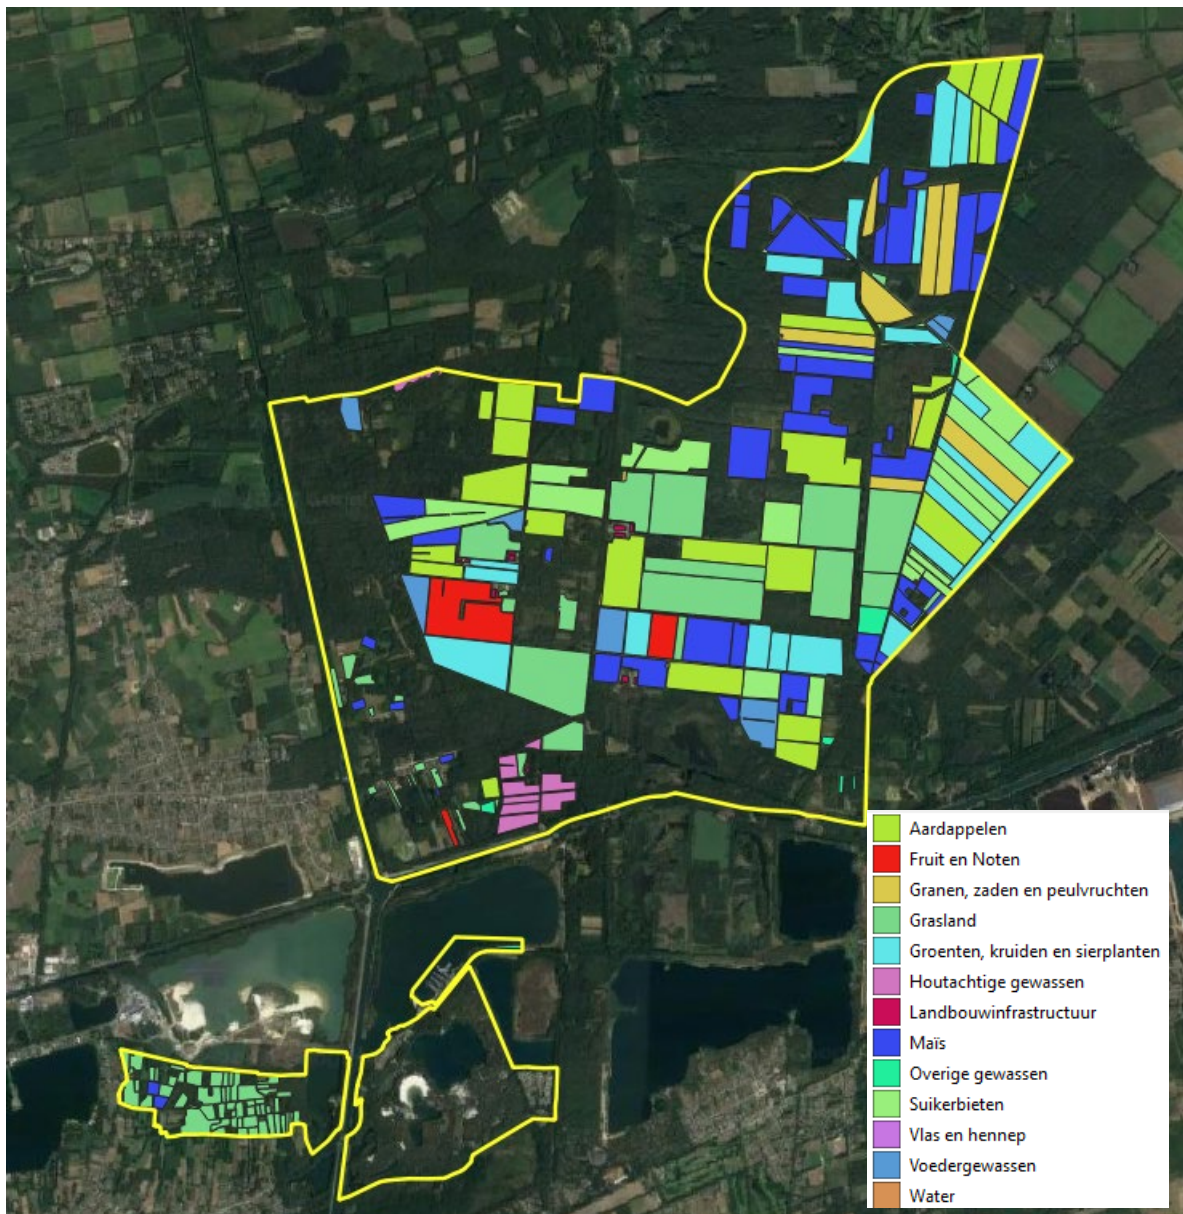 Aardappelen
Fruit en Noten
Granen, zaden en peulvruchten
Grasland
Groenten, kruiden en sierplanten
Houtachtige gewassen
Landbouwinfrastructuur
Maïs
Overige gewassen
Suikerbieten
Vlas en hennep
Voedergewassen
Water